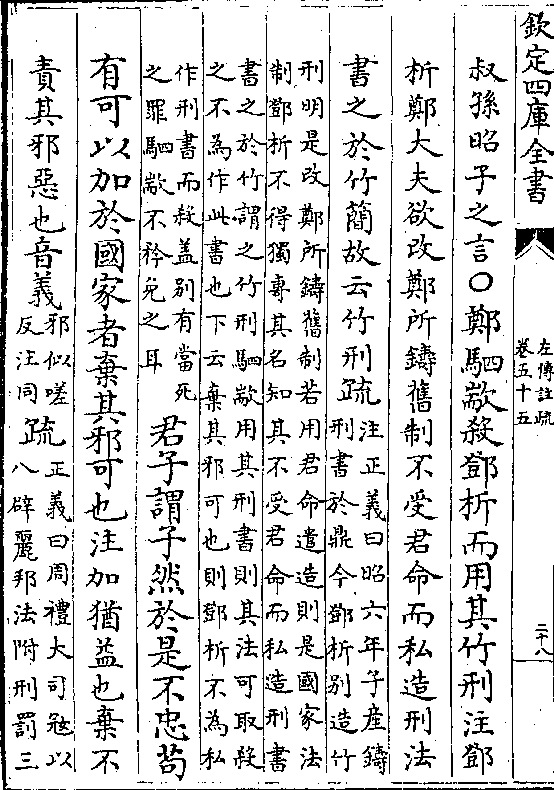 欽定四庫全書
左傳註疏
卷五十五
二十八
叔孫昭子之言○鄭駟歂殺鄧析而用其竹刑注鄧
析鄭大夫欲改鄭所鑄舊制不受君命而私造刑法
書之於竹簡故云竹刑疏
注正義曰昭六年子產鑄
刑書於鼎今鄧析別造竹
刑明是改鄭所鑄舊制若用君命遣造則是國家法
制鄧析不得獨專其名知其不受君命而私造刑書
書之於竹謂之竹刑駟歂用其刑書則其法可取殺
之不為作此書也下云棄其邪可也則鄧析不為私
作刑書而殺盖別有當死
之罪駟歂不矜免之耳
君子謂子然於是不忠苟
有可以加於國家者棄其邪可也注加猶益也棄不
責其邪惡也音義
邪似嗟
反注同
疏
正義曰周禮大司寇以
八辟麗邦法附刑罰三